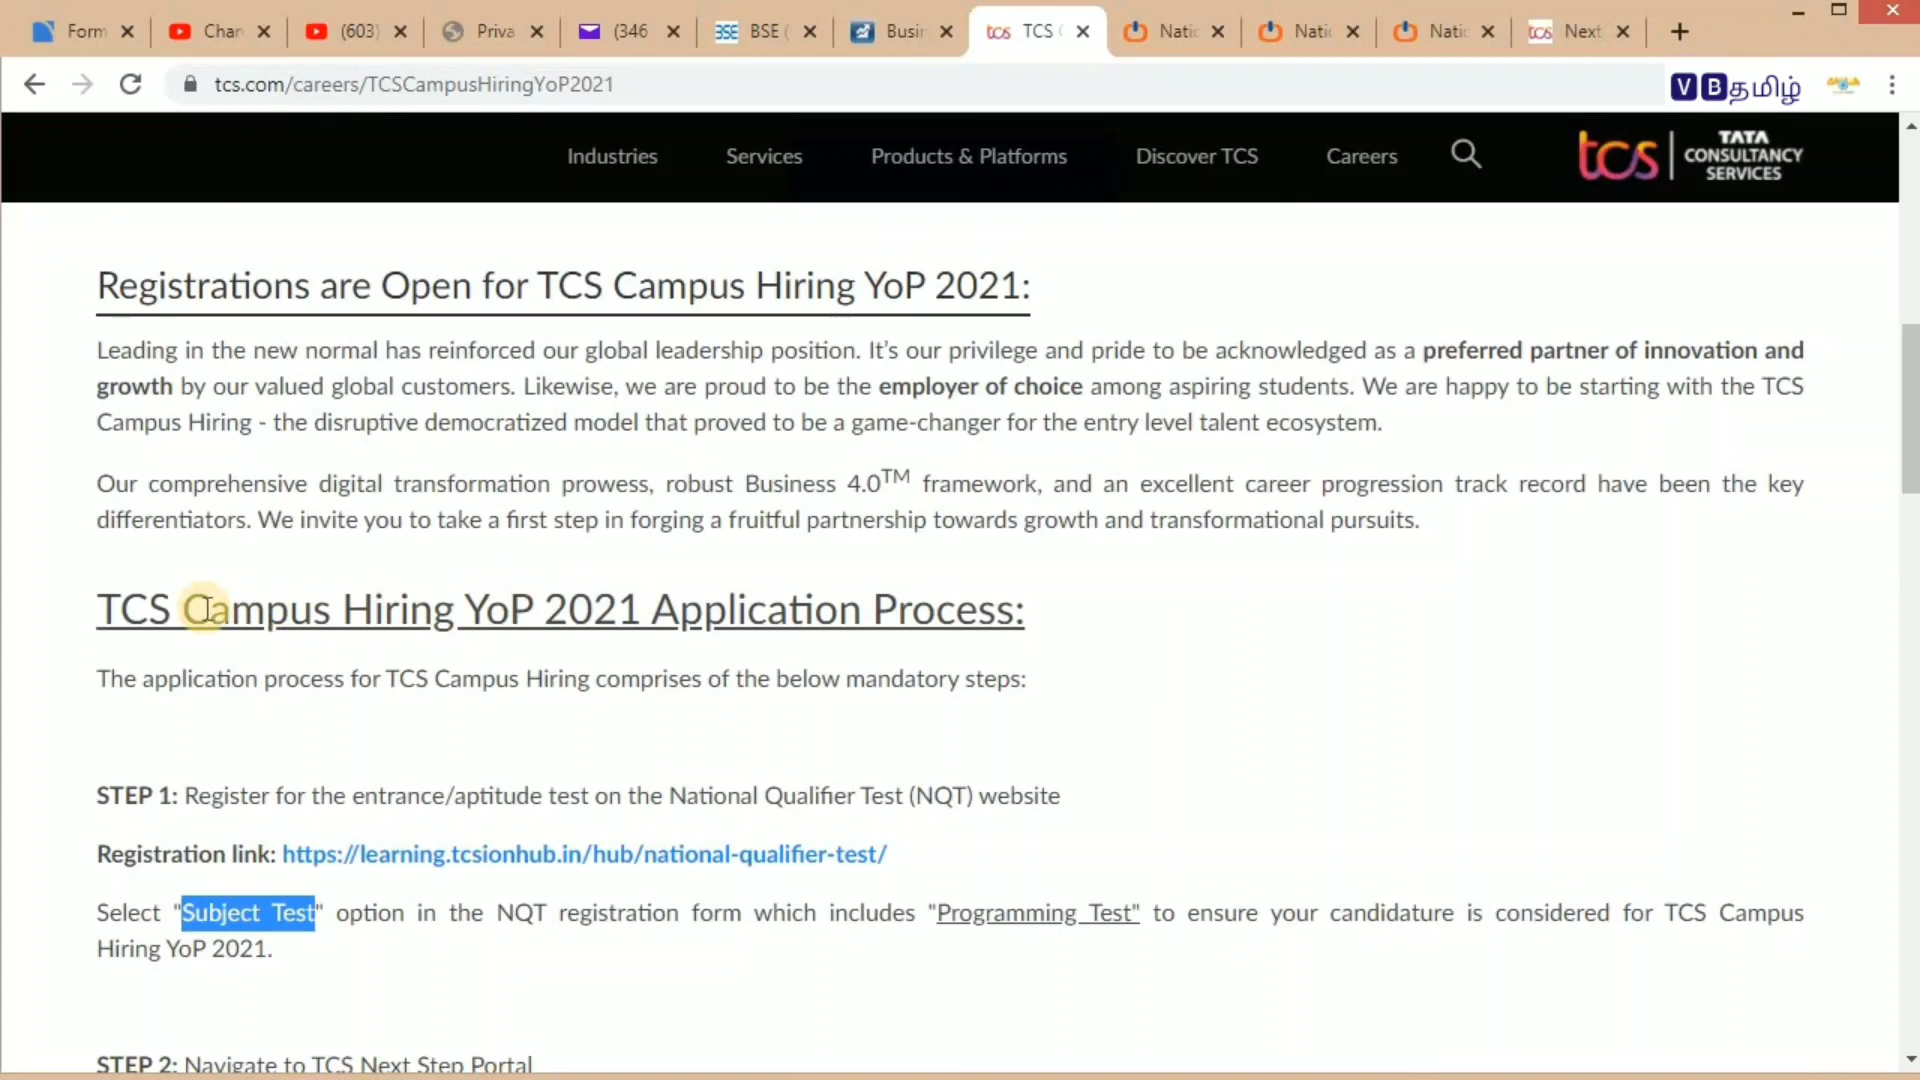 Form
Chan
(603)
Priva
(346
BSE (
Busin
TCS (
Natio
Natio
Natio
Next
tcs.com/careers/TCSCampusHiringYoP2021
VBதமிழ்
Industries Services Products & Platforms Discover TCS Careers
tcs | TATA CONSULTANCY SERVICES
Registrations are Open for TCS Campus Hiring YoP 2021:
Leading in the new normal has reinforced our global leadership position. It’s our privilege and pride to be acknowledged as a preferred partner of innovation and
growth by our valued global customers. Likewise, we are proud to be the employer of choice among aspiring students. We are happy to be starting with the TCS
Campus Hiring - the disruptive democratized model that proved to be a game-changer for the entry level talent ecosystem.
Our comprehensive digital transformation prowess, robust Business 4.0TM framework, and an excellent career progression track record have been the key
differentiators. We invite you to take a first step in forging a fruitful partnership towards growth and transformational pursuits.
TCS Campus Hiring YoP 2021 Application Process:
The application process for TCS Campus Hiring comprises of the below mandatory steps:
STEP 1: Register for the entrance/aptitude test on the National Qualifier Test (NQT) website
Registration link: https://learning.tcsionhub.in/hub/national-qualifier-test/
Select "Subject Test" option in the NQT registration form which includes "Programming Test" to ensure your candidature is considered for TCS Campus
Hiring YoP 2021.
STEP 2: Navigate to TCS Next Step Portal